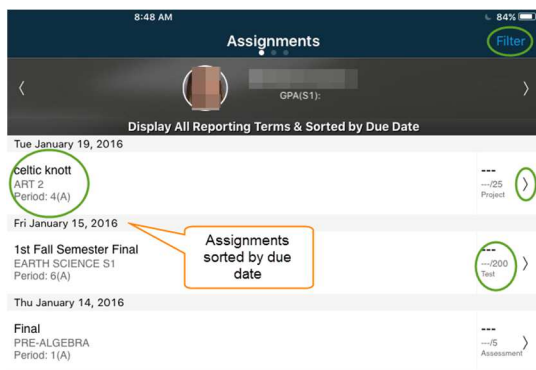 8:48 AM
84%
Assignments
Filter
GPA(S1):
Display All Reporting Terms & Sorted by Due Date
Tue January 19, 2016
celtic knott
ART 2
Period: 4(A)
---
---/25
Project
Fri January 15, 2016
Assignments
sorted by due
date
1st Fall Semester Final
EARTH SCIENCE S1
Period: 6(A)
---
---/200
Test
Thu January 14, 2016
Final
PRE-ALGEBRA
Period: 1(A)
---
---/5
Assessment